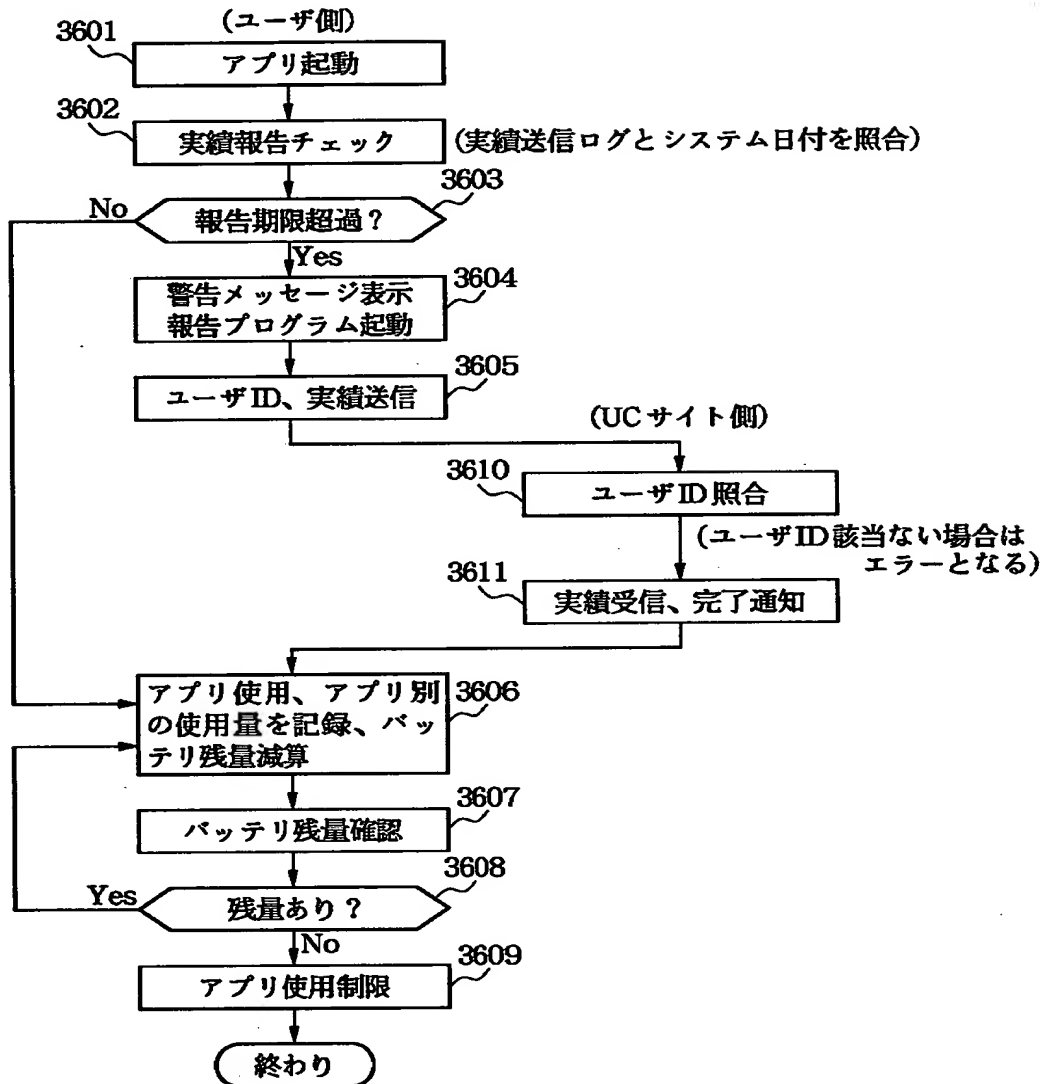 (ユーザ側)
3601
アプリ起動
3602
実績報告チェック
(実績送信ログとシステム日付を照合)
3603
No
報告期限超過?
Yes
3604
警告メッセージ表示
報告プログラム起動
3605
ユーザID、実績送信
(UCサイト側)
3610
ユーザID照合
(ユーザID該当ない場合は
エラーとなる)
3611
実績受信、完了通知
3606
アプリ使用、アプリ別
の使用量を記録、バッ
テリ残量減算
3607
バッテリ残量確認
3608
Yes
残量あり?
No
3609
アプリ使用制限
終わり